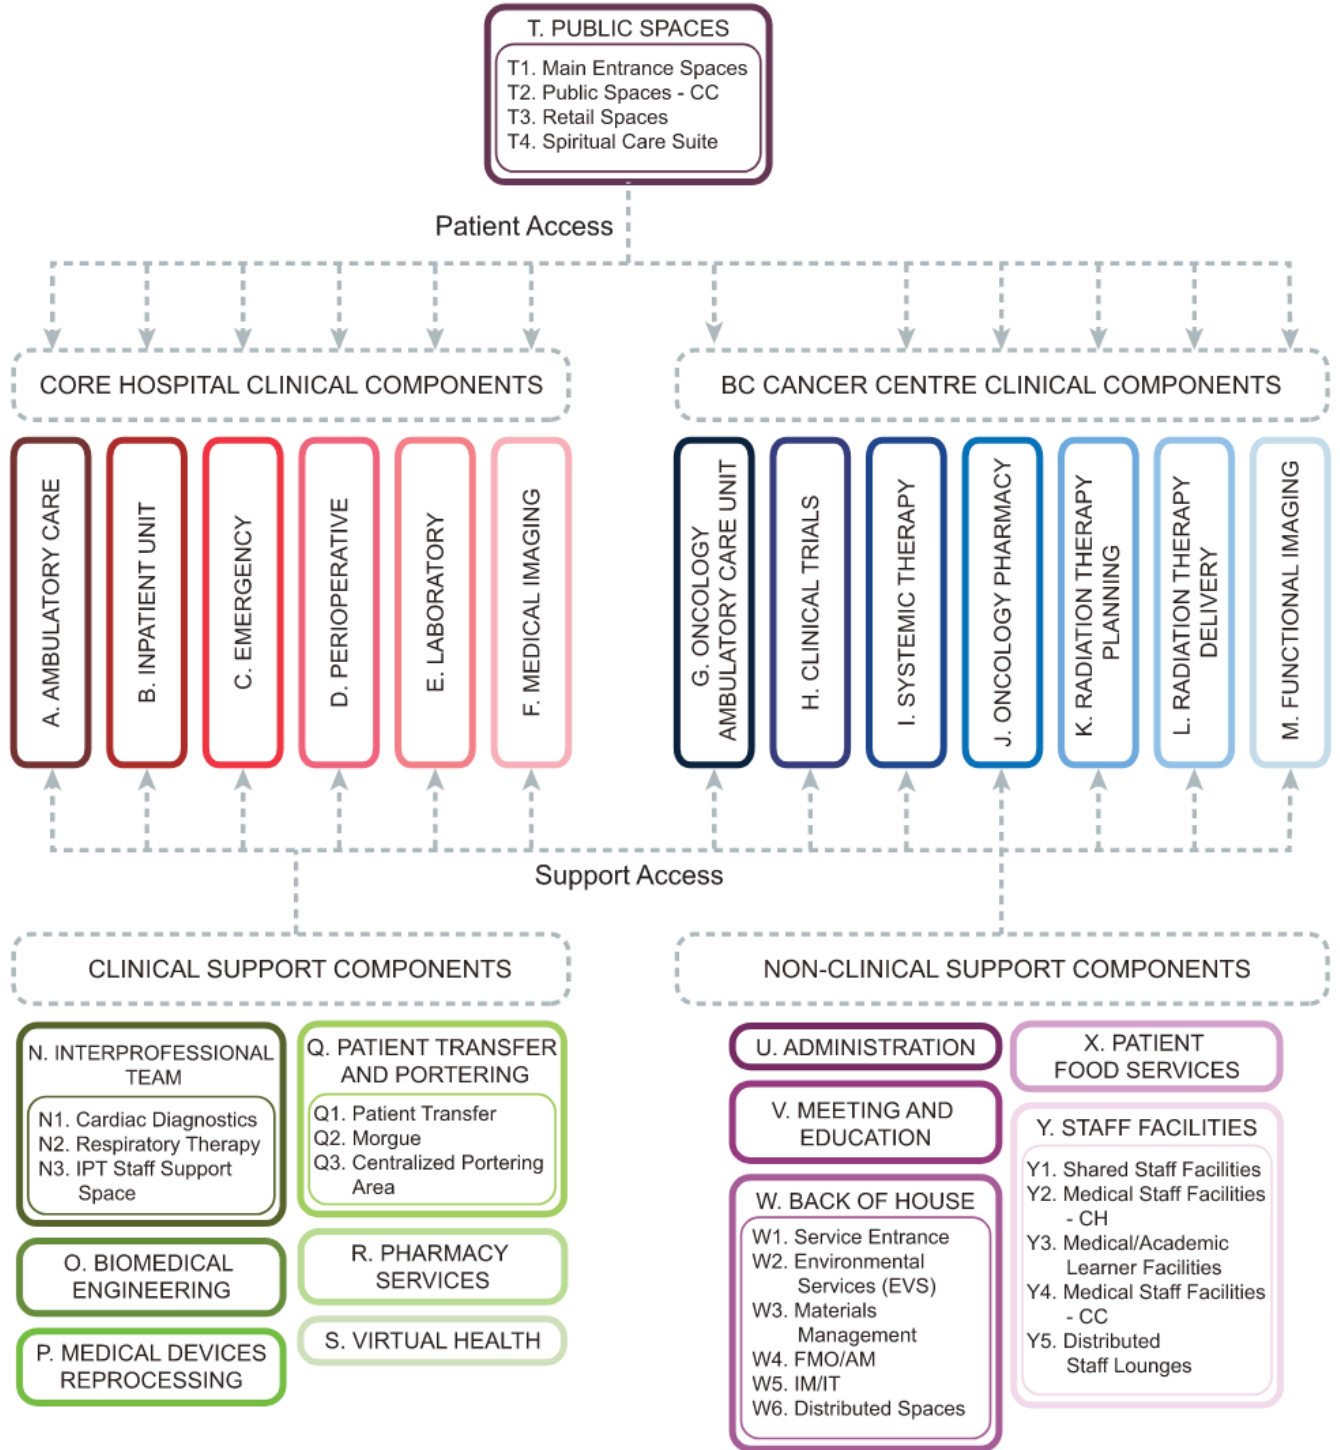 T. PUBLIC SPACES
T1. Main Entrance Spaces
T2. Public Spaces - CC
T3. Retail Spaces
T4. Spiritual Care Suite
Patient Access
CORE HOSPITAL CLINICAL COMPONENTS
BC CANCER CENTRE CLINICAL COMPONENTS
A. AMBULATORY CARE
B. INPATIENT UNIT
C. EMERGENCY
D. PERIOPERATIVE
E. LABORATORY
F. MEDICAL IMAGING
G. ONCOLOGY
AMBULATORY CARE UNIT
H. CLINICAL TRIALS
I. SYSTEMIC THERAPY
J. ONCOLOGY PHARMACY
K. RADIATION THERAPY
PLANNING
L. RADIATION THERAPY
DELIVERY
M. FUNCTIONAL IMAGING
Support Access
CLINICAL SUPPORT COMPONENTS
N. INTERPROFESSIONAL
TEAM
N1. Cardiac Diagnostics
N2. Respiratory Therapy
N3. IPT Staff Support
Space
O. BIOMEDICAL
ENGINEERING
P. MEDICAL DEVICES
REPROCESSING
Q. PATIENT TRANSFER
AND PORTERING
Q1. Patient Transfer
Q2. Morgue
Q3. Centralized Portering
Area
R. PHARMACY
SERVICES
S. VIRTUAL HEALTH
NON-CLINICAL SUPPORT COMPONENTS
U. ADMINISTRATION
V. MEETING AND
EDUCATION
W. BACK OF HOUSE
W1. Service Entrance
W2. Environmental
Services (EVS)
W3. Materials
Management
W4. FMO/AM
W5. IM/IT
W6. Distributed Spaces
X. PATIENT
FOOD SERVICES
Y. STAFF FACILITIES
Y1. Shared Staff Facilities
Y2. Medical Staff Facilities
- CH
Y3. Medical/Academic
Learner Facilities
Y4. Medical Staff Facilities
- CC
Y5. Distributed
Staff Lounges